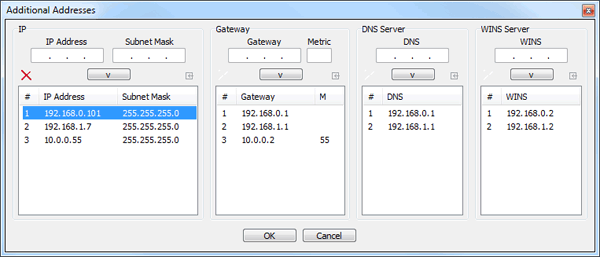 Additional Addresses
IP
IP Address Subnet Mask
. . . . . .
v
# IP Address Subnet Mask
1 192.168.0.101 255.255.255.0
2 192.168.1.7 255.255.255.0
3 10.0.0.55 255.255.255.0
Gateway
Gateway Metric
. . .
v
# Gateway M
1 192.168.0.1
2 192.168.1.1
3 10.0.0.2 55
DNS Server
DNS
. . .
v
# DNS
1 192.168.0.1
2 192.168.1.1
WINS Server
WINS
. . .
v
# WINS
1 192.168.0.2
2 192.168.1.2
OK Cancel